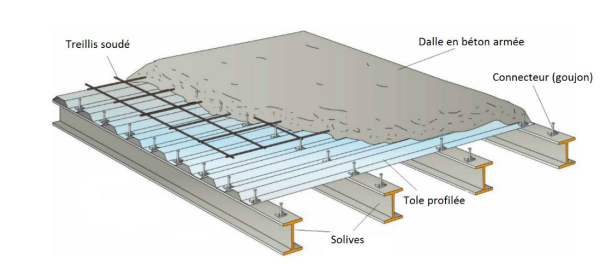 Treillis soudé
Dalle en béton armée
Connecteur (goujon)
Tole profilée
Solives